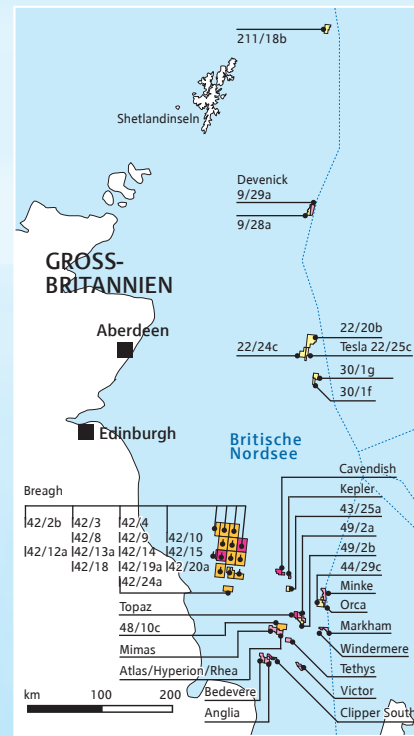 211/18b
Shetlandinseln
Devenick
9/29a
9/28a
GROSS-
BRITANNIEN
Aberdeen
22/20b
22/24c
Tesla 22/25c
30/1g
30/1f
Edinburgh
Britische
Nordsee
Cavendish
Kepler
43/25a
49/2a
49/2b
44/29c
Minke
Orca
Markham
Windermere
Tethys
Victor
Clipper South
Breagh
42/2b 42/3 42/4
42/8 42/9 42/10
42/12a 42/13a 42/14 42/15
42/18 42/19a 42/20a
42/24a
Topaz
48/10c
Mimas
Atlas/Hyperion/Rhea
Bedevere
Anglia
km 100 200